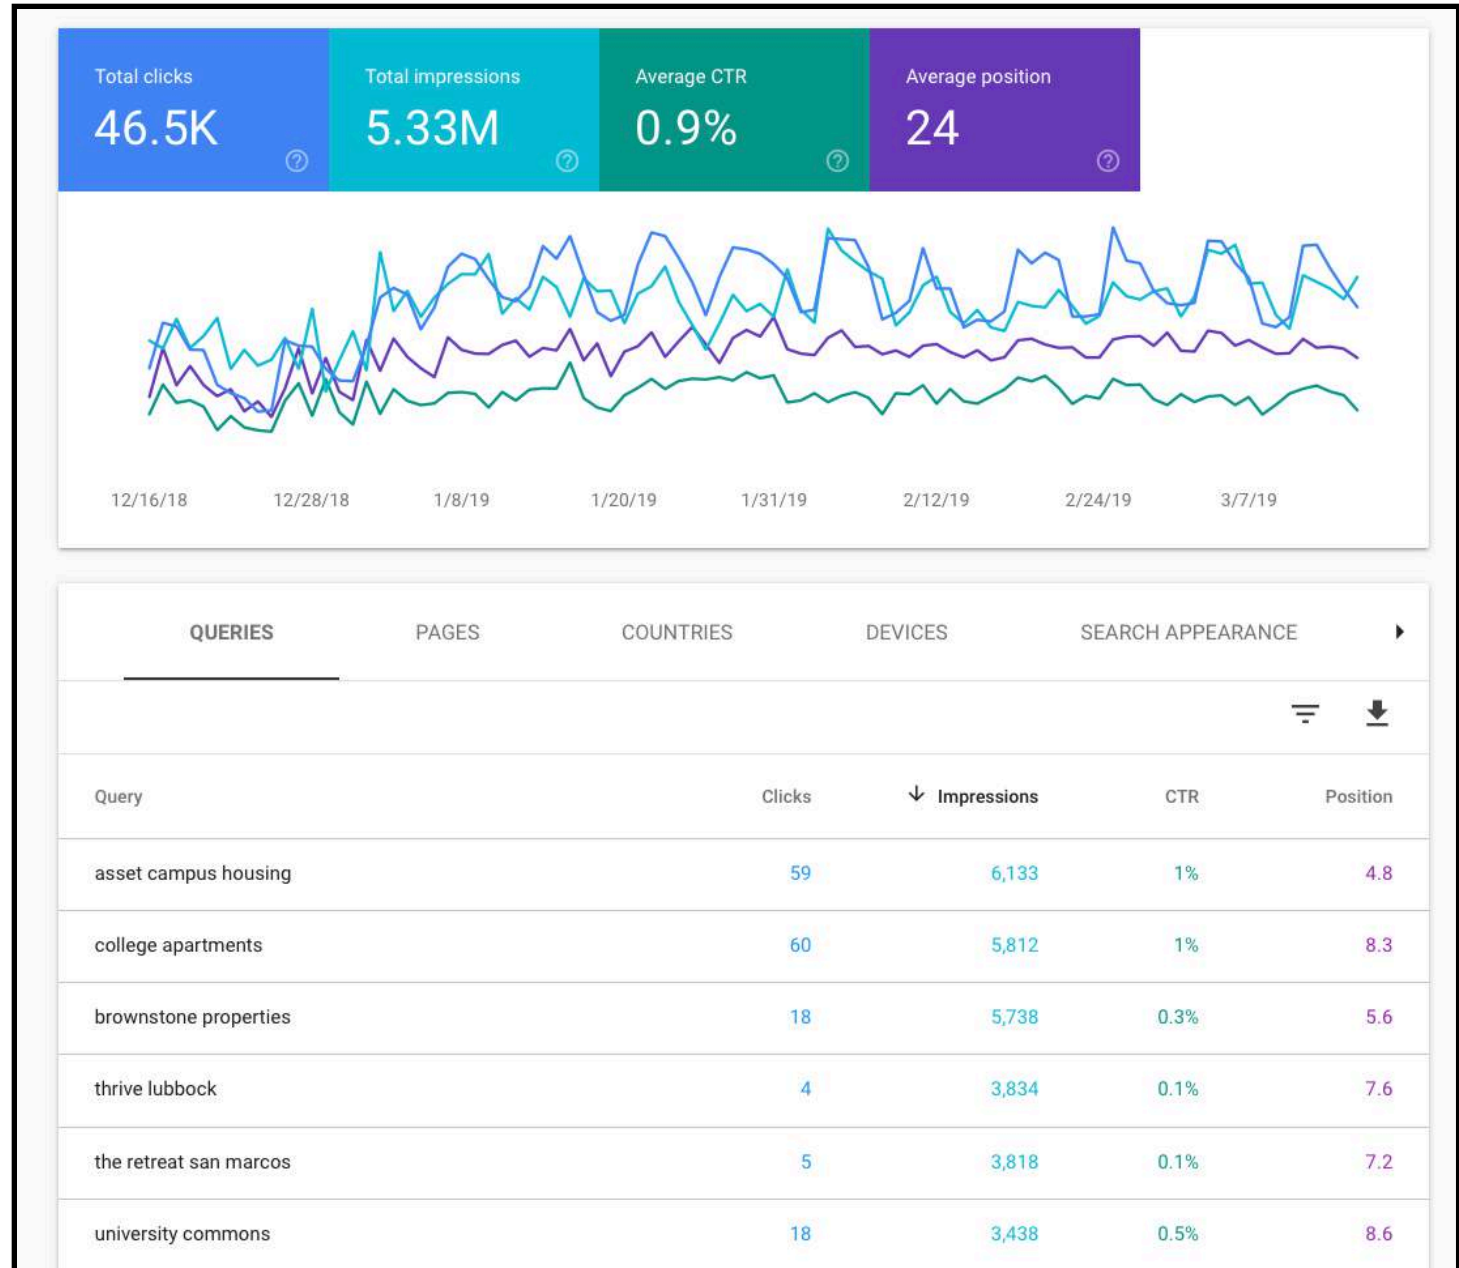 Total clicks Total impressions Average CTR Average position
46.5K 5.33M 0.9% 24
12/16/18 12/28/18 1/8/19 1/20/19 1/31/19 2/12/19 2/24/19 3/7/19
QUERIES PAGES COUNTRIES DEVICES SEARCH APPEARANCE
Query Clicks Impressions CTR Position
asset campus housing 59 6,133 1% 4.8
college apartments 60 5,812 1% 8.3
brownstone properties 18 5,738 0.3% 5.6
thrive lubbock 4 3,834 0.1% 7.6
the retreat san marcos 5 3,818 0.1% 7.2
university commons 18 3,438 0.5% 8.6